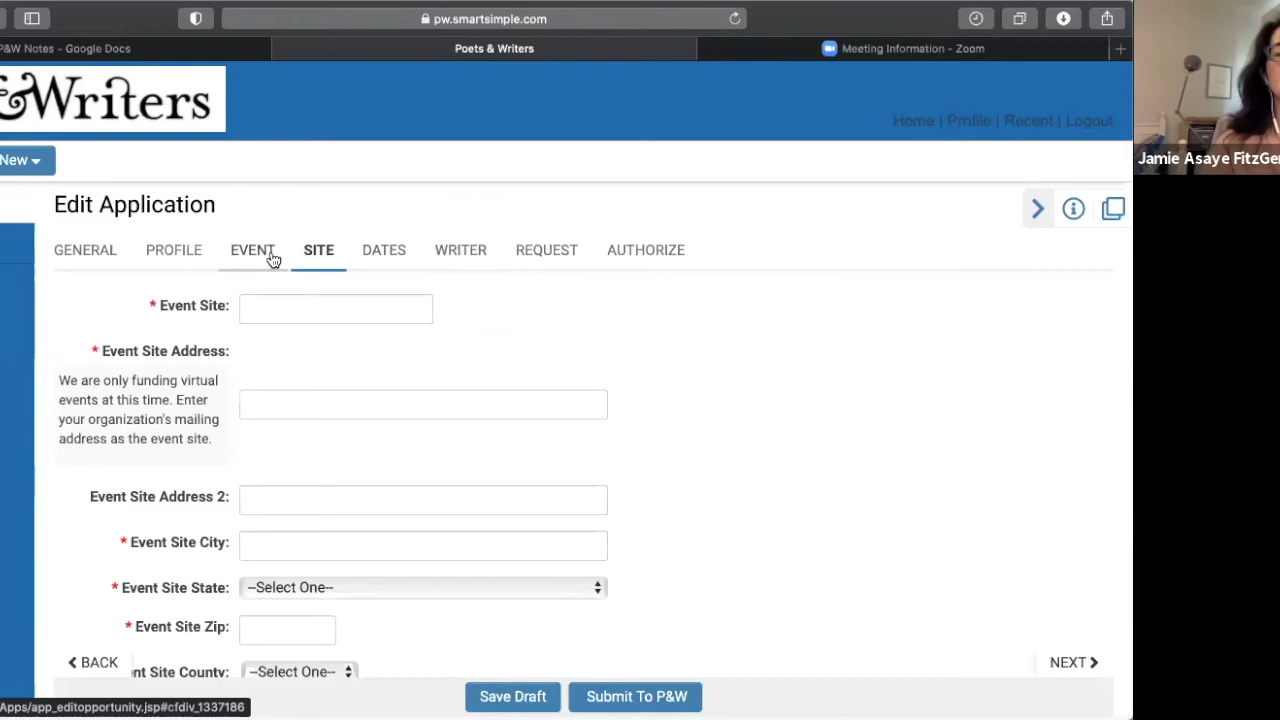 pw.smartsimple.com
P&W Notes - Google Docs
Poets & Writers
Meeting Information - Zoom
&Writers
Home | Profile | Recent | Logout
Jamie Asaye FitzGe
New
Edit Application
GENERAL PROFILE EVENT SITE DATES WRITER REQUEST AUTHORIZE
* Event Site:
* Event Site Address:
We are only funding virtual
events at this time. Enter
your organization's mailing
address as the event site.
Event Site Address 2:
* Event Site City:
* Event Site State: --Select One--
* Event Site Zip:
BACK
NEXT
nt Site County: --Select One--
Save Draft Submit To P&W
Apps/app_editopportunity.jsp#cfdiv_1337186